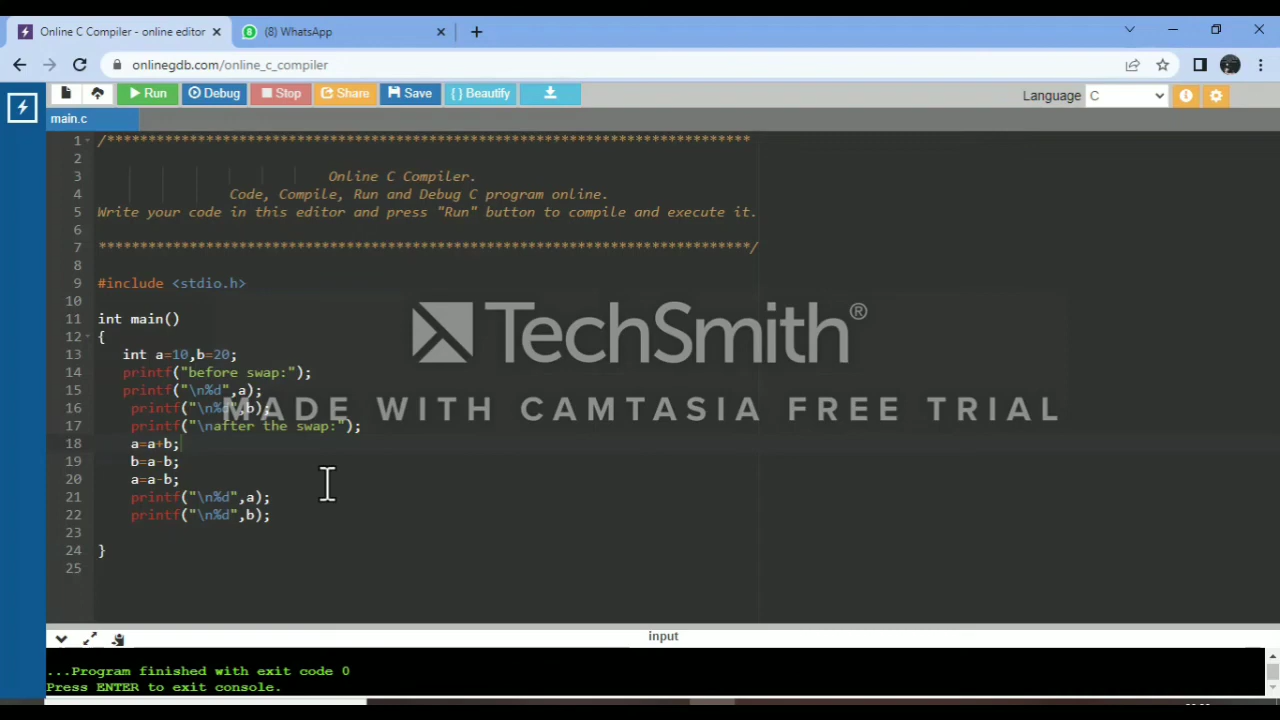 Online C Compiler - online editor
(8) WhatsApp
onlinegdb.com/online_c_compiler
Run Debug Stop Share Save { } Beautify Language C
main.c
1 /******************************************************************************
2
3 Online C Compiler.
4 Code, Compile, Run and Debug C program online.
5 Write your code in this editor and press "Run" button to compile and execute it.
6
7 *******************************************************************************/
8
9 #include <stdio.h>
10
11 int main()
12 {
13 int a=10,b=20;
14 printf("before swap:");
15 printf("\n%d",a);
16 printf("\n%d",b);
17 printf("\nafter the swap:");
18 a=a+b;
19 b=a-b;
20 a=a-b;
21 printf("\n%d",a);
22 printf("\n%d",b);
23
24 }
25
TechSmith®
MADE WITH CAMTASIA FREE TRIAL
input
...Program finished with exit code 0
Press ENTER to exit console.